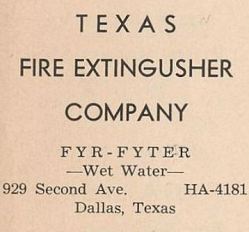 TEXAS
FIRE EXTINGUSHER
COMPANY
FYR-FYTER
—Wet Water—
929 Second Ave. HA-4181
Dallas, Texas